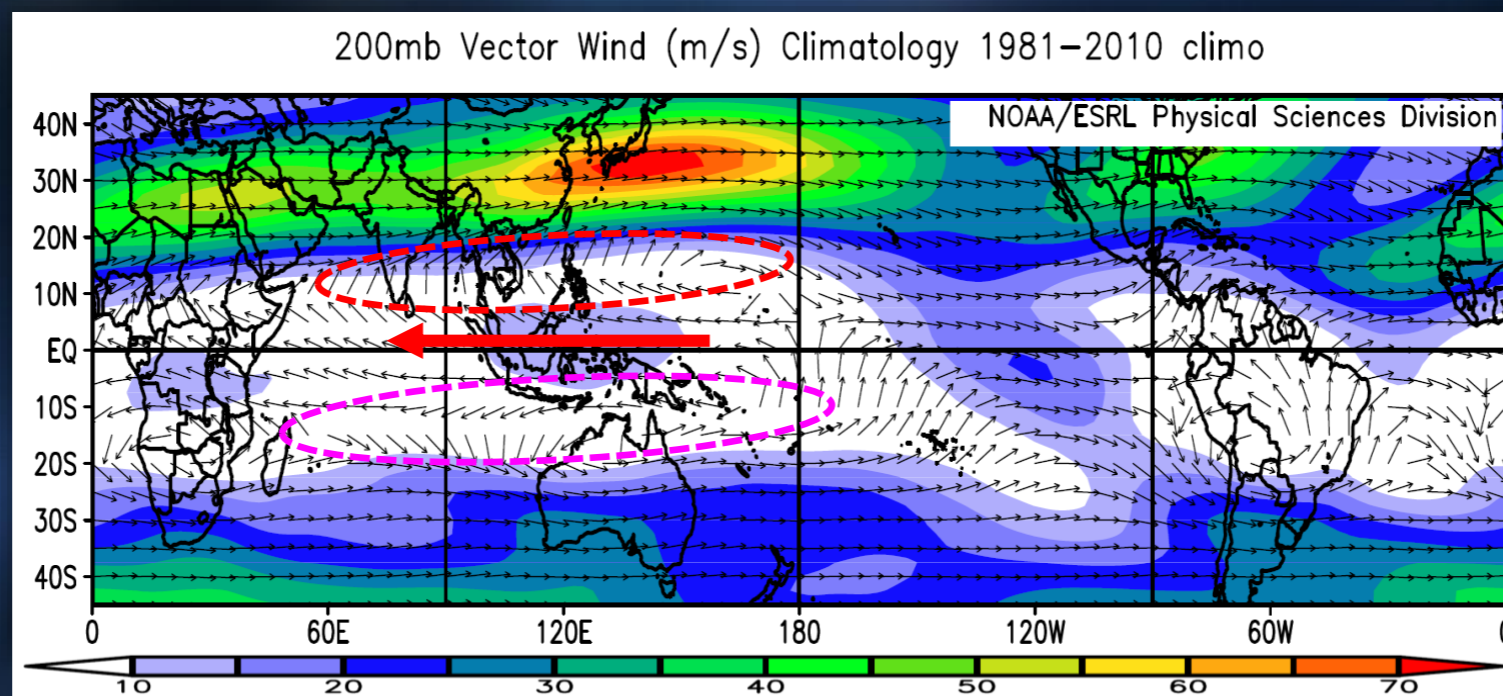 200mb Vector Wind (m/s) Climatology 1981-2010 climo
NOAA/ESRL Physical Sciences Division
40N
30N
20N
10N
EQ
10S
20S
30S
40S
0 60E 120E 180 120W 60W 0
10 20 30 40 50 60 70